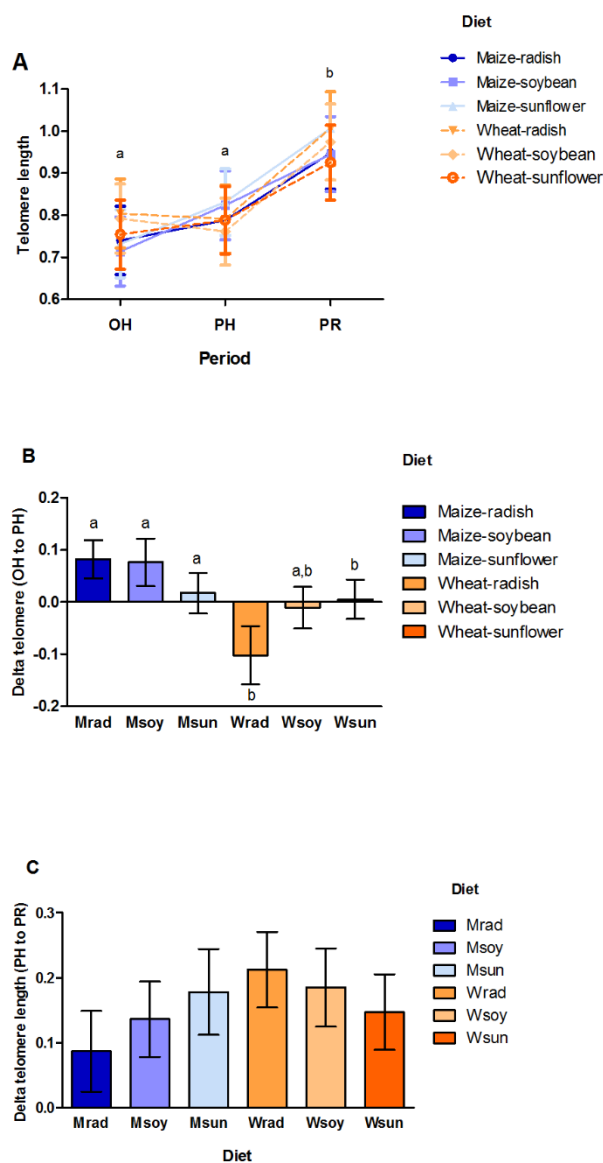 Diet
A
Maize-radish
Maize-soybean
Maize-sunflower
Wheat-radish
Wheat-soybean
Wheat-sunflower
Telomere length
1.1
1.0
0.9
0.8
0.7
0.6
a
a
b
OH PH PR
Period
B
Diet
Maize-radish
Maize-soybean
Maize-sunflower
Wheat-radish
Wheat-soybean
Wheat-sunflower
Delta telomere (OH to PH)
0.2
0.1
0.0
-0.1
-0.2
a a a b a,b b
Mrad Msoy Msun Wrad Wsoy Wsun
C
Diet
Mrad
Msoy
Msun
Wrad
Wsoy
Wsun
Delta telomere length (PH to PR)
0.3
0.2
0.1
0.0
Mrad Msoy Msun Wrad Wsoy Wsun
Diet